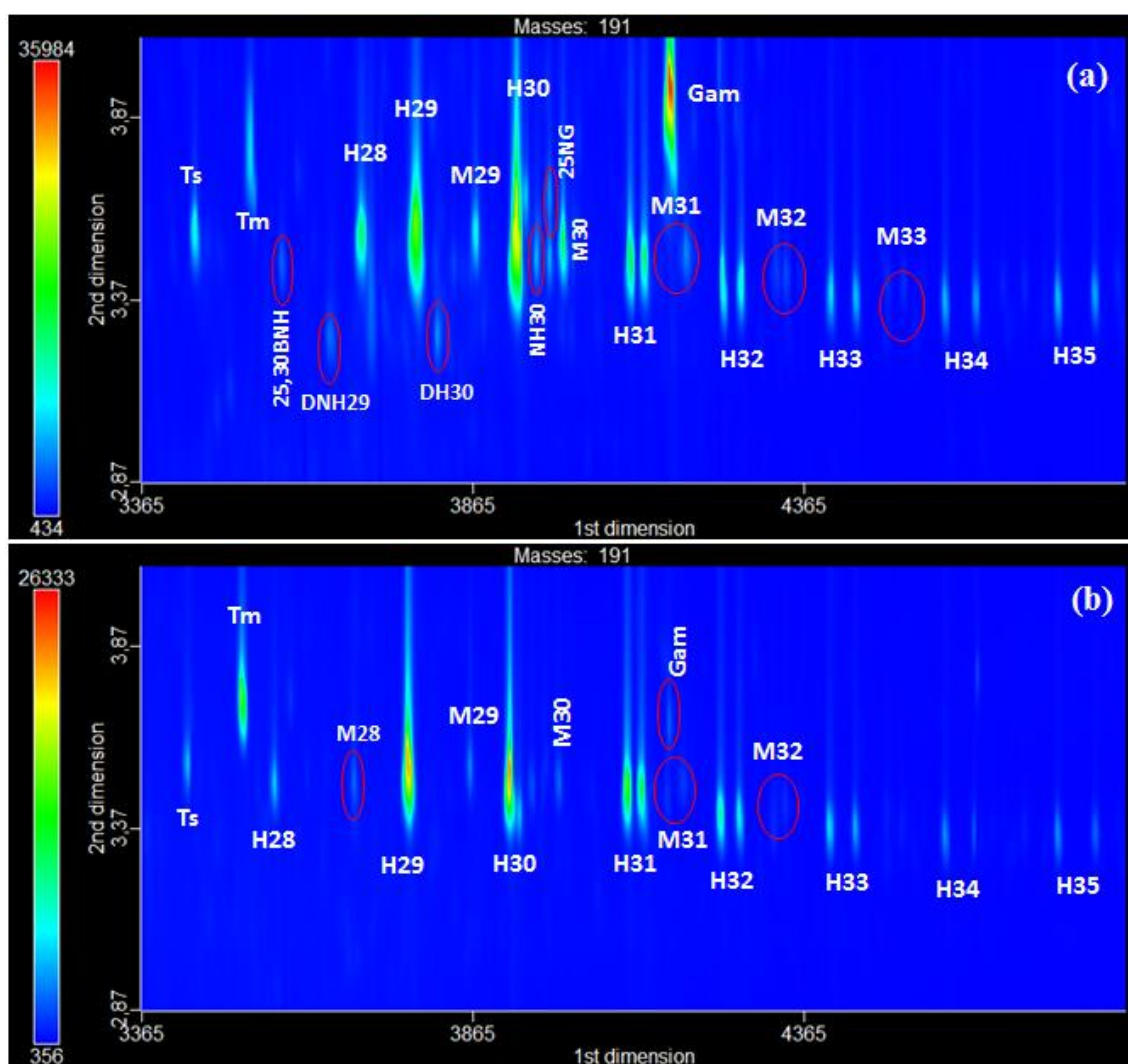 Masses: 191
35984
(a)
H30
Gam
H29
3,87
25NG
H28
Ts
M29
M31
M32
Tm
M30
M33
2nd dimension
3,37
25,30BNH
NH30
H31
H32
H33
H34
H35
DNH29
DH30
2,87
434
3365
3865
4365
1st dimension
Masses: 191
26333
(b)
Tm
3,87
Gam
M28
M29
M30
M32
2nd dimension
3,37
Ts
H28
M31
H29
H30
H31
H32
H33
H34
H35
2,87
356
3365
3865
4365
1st dimension